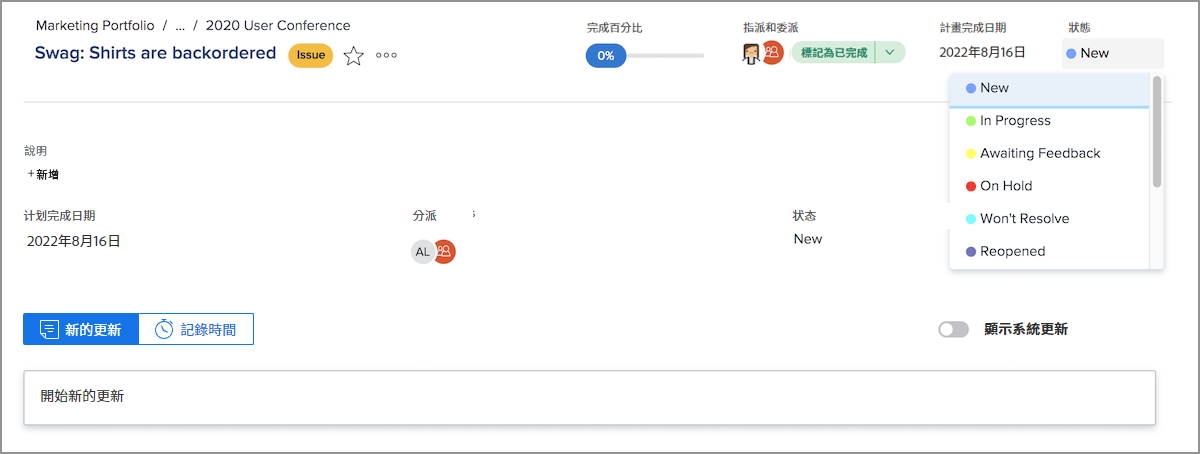 Marketing Portfolio / ... / 2020 User Conference
Swag: Shirts are backordered
Issue
完成百分比
0%
指派和委派
標記為已完成
計畫完成日期
2022年8月16日
狀態
New
New
In Progress
Awaiting Feedback
On Hold
Won't Resolve
Reopened
說明
+新增
计划完成日期
2022年8月16日
分派
AL
状态
New
新的更新
記錄時間
顯示系統更新
開始新的更新